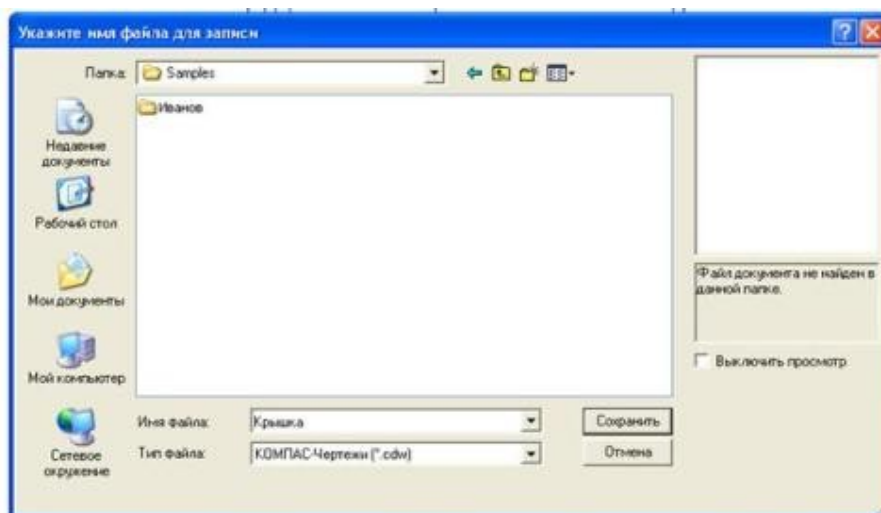 Укажите имя файла для записи
Папка: Samples
Иванов
Недавние
документы
Рабочий стол
Мои документы
Мой компьютер
Сетевое
окружение
Файл документа не найден в
данной папке.
Выключить просмотр
Имя файла: Крышка Сохранить
Тип файла: КОМПАС-Чертежи (*.cdw) Отмена